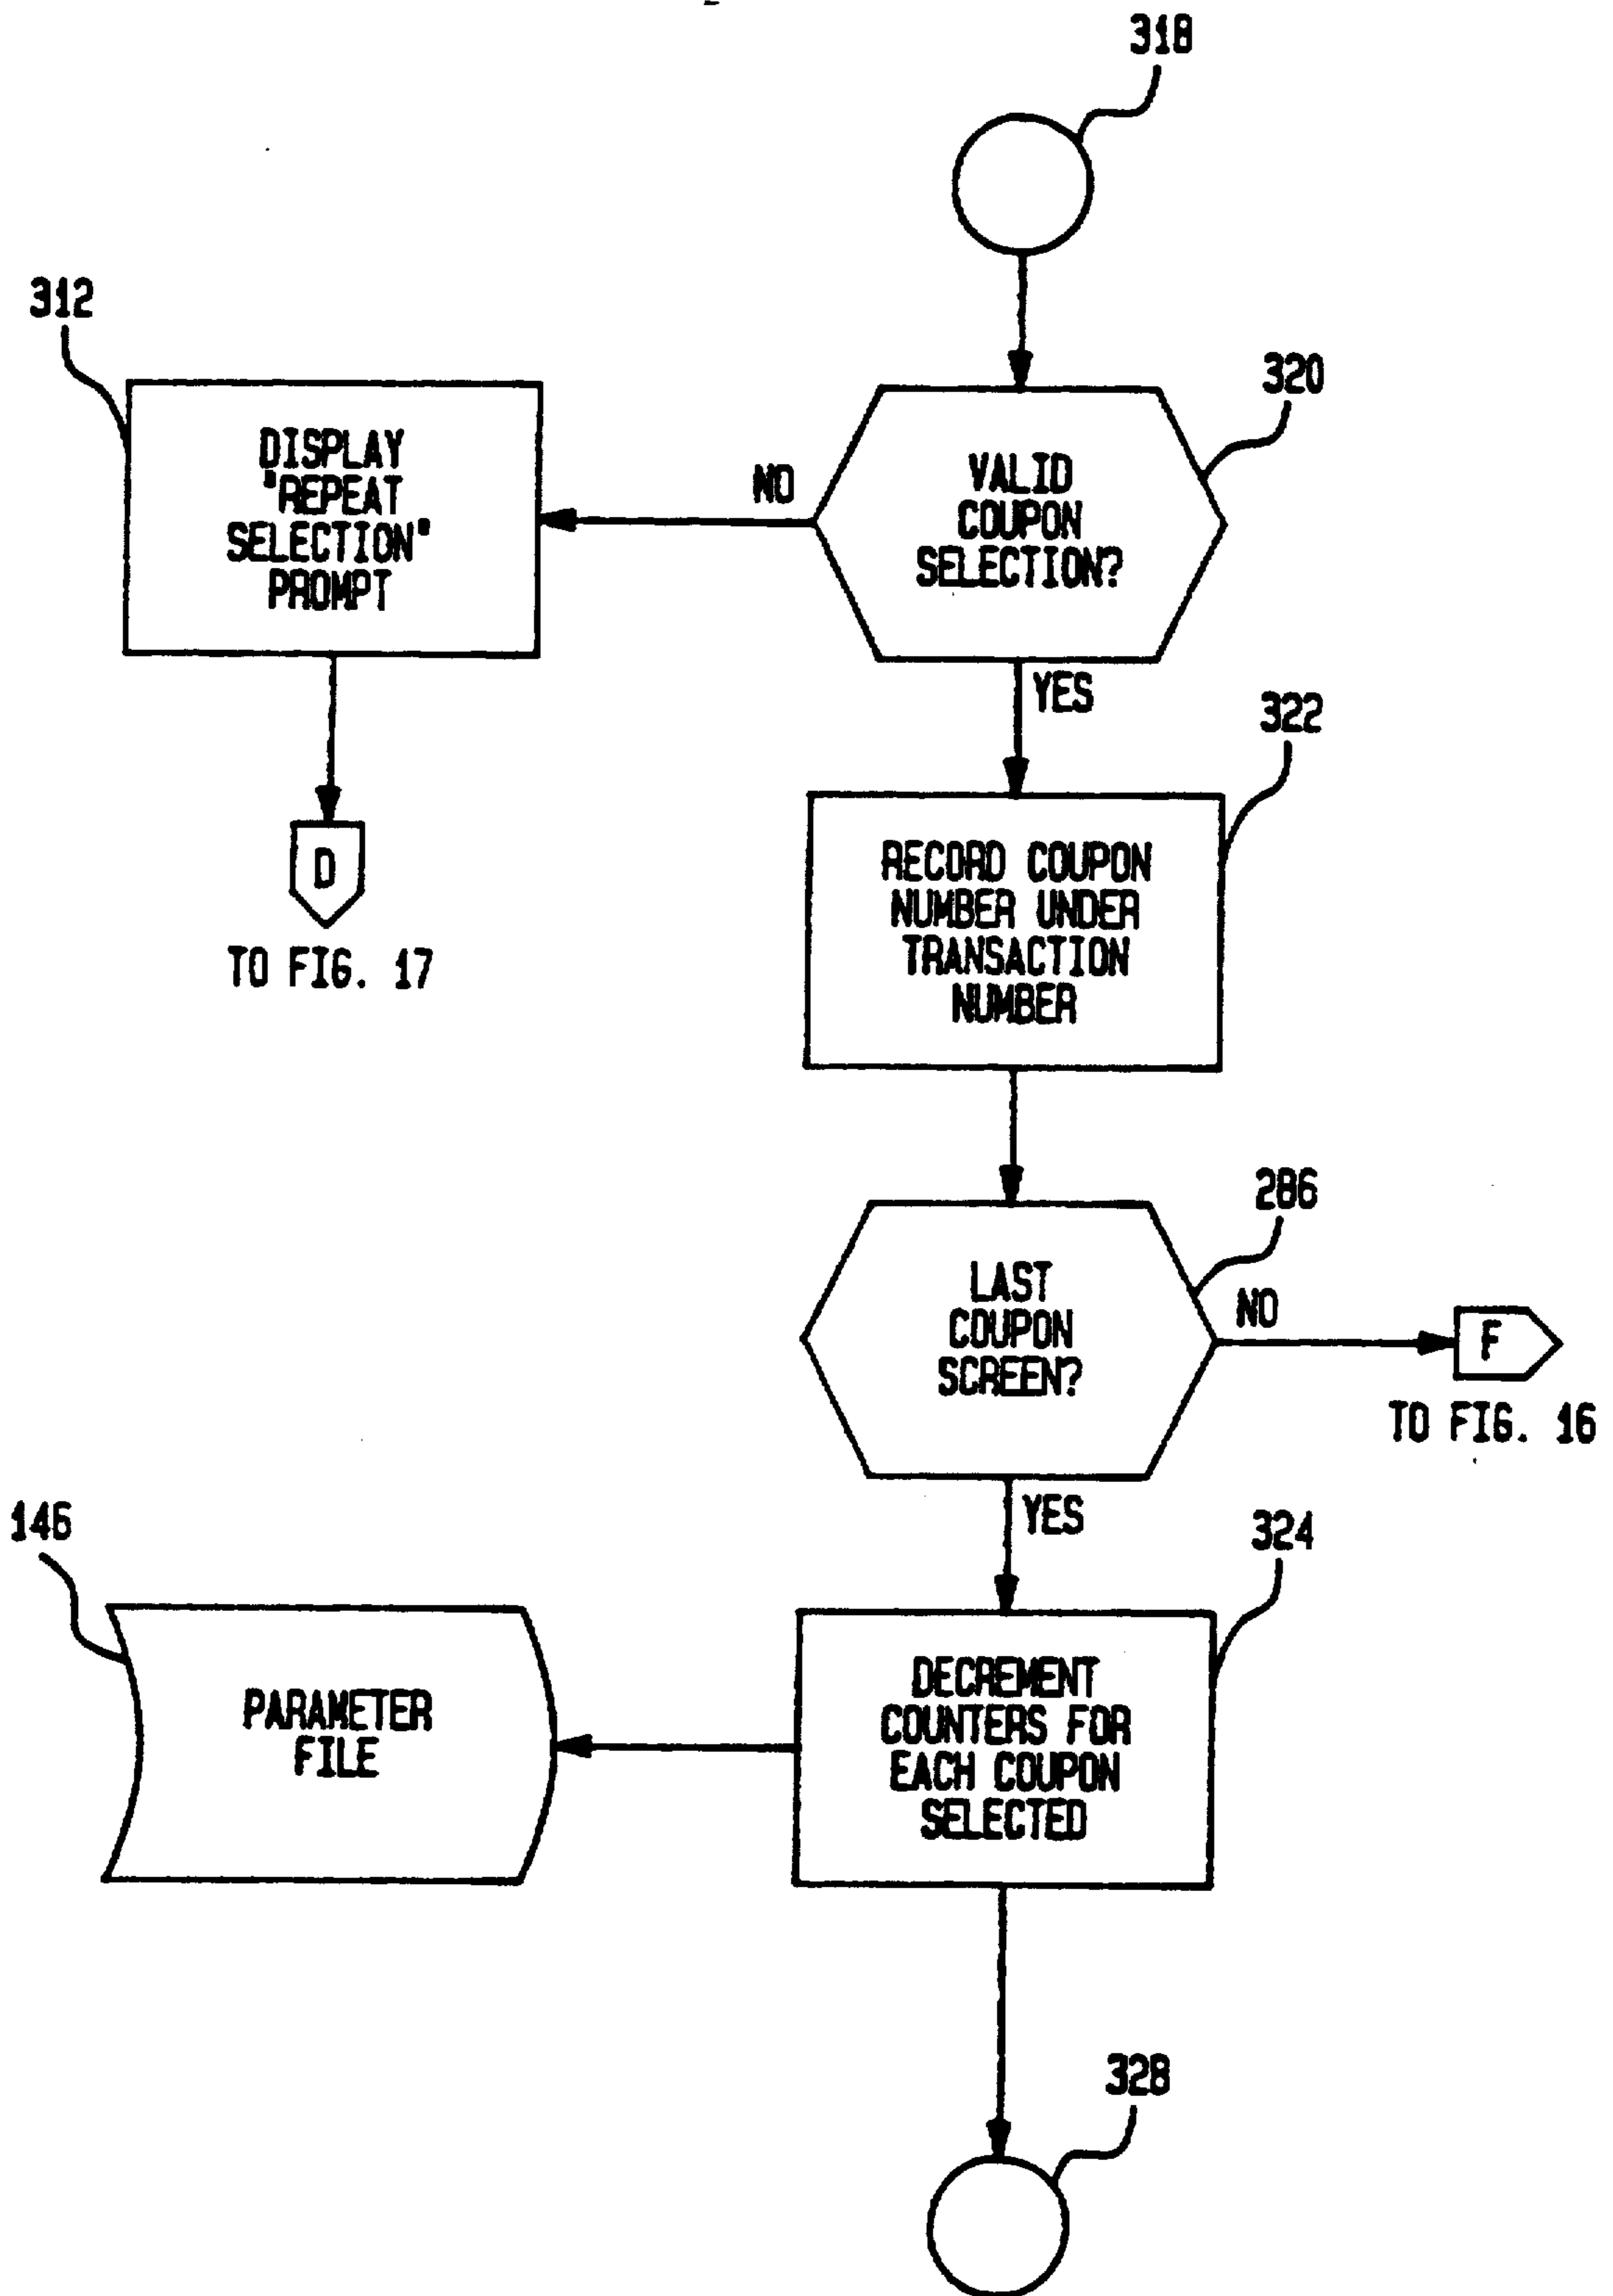 318
312
320
DISPLAY
"REPEAT
SELECTION"
PROMPT
NO
VALID
COUPON
SELECTION?
YES
322
D
TO FIG. 17
RECORD COUPON
NUMBER UNDER
TRANSACTION
NUMBER
286
LAST
COUPON
SCREEN?
NO
F
TO FIG. 16
YES
146
324
PARAMETER
FILE
DECREMENT
COUNTERS FOR
EACH COUPON
SELECTED
328